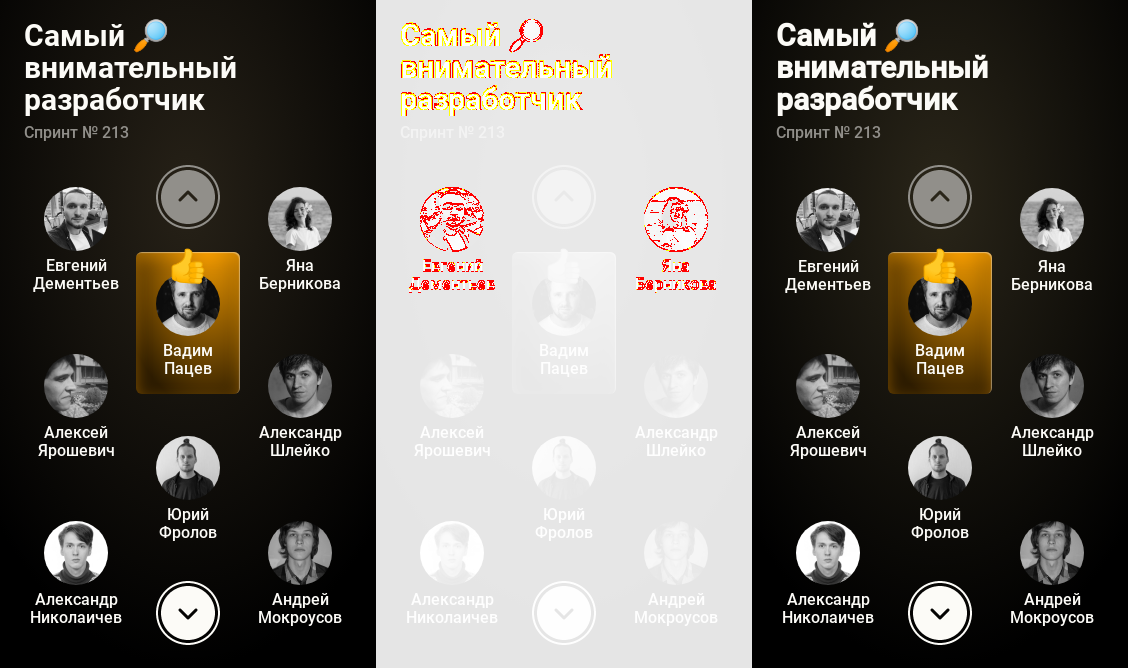 Самый 🔎
внимательный
разработчик
Спринт № 213
Евгений
Дементьев
Яна
Берникова
Вадим
Пацев
Алексей
Ярошевич
Александр
Шлейко
Юрий
Фролов
Александр
Николаичев
Андрей
Мокроусов
Самый 🔎
внимательный
разработчик
Спринт № 213
Евгений
Дементьев
Яна
Берникова
Вадим
Пацев
Алексей
Ярошевич
Александр
Шлейко
Юрий
Фролов
Александр
Николаичев
Андрей
Мокроусов
Самый 🔎
внимательный
разработчик
Спринт № 213
Евгений
Дементьев
Яна
Берникова
Вадим
Пацев
Алексей
Ярошевич
Александр
Шлейко
Юрий
Фролов
Александр
Николаичев
Андрей
Мокроусов